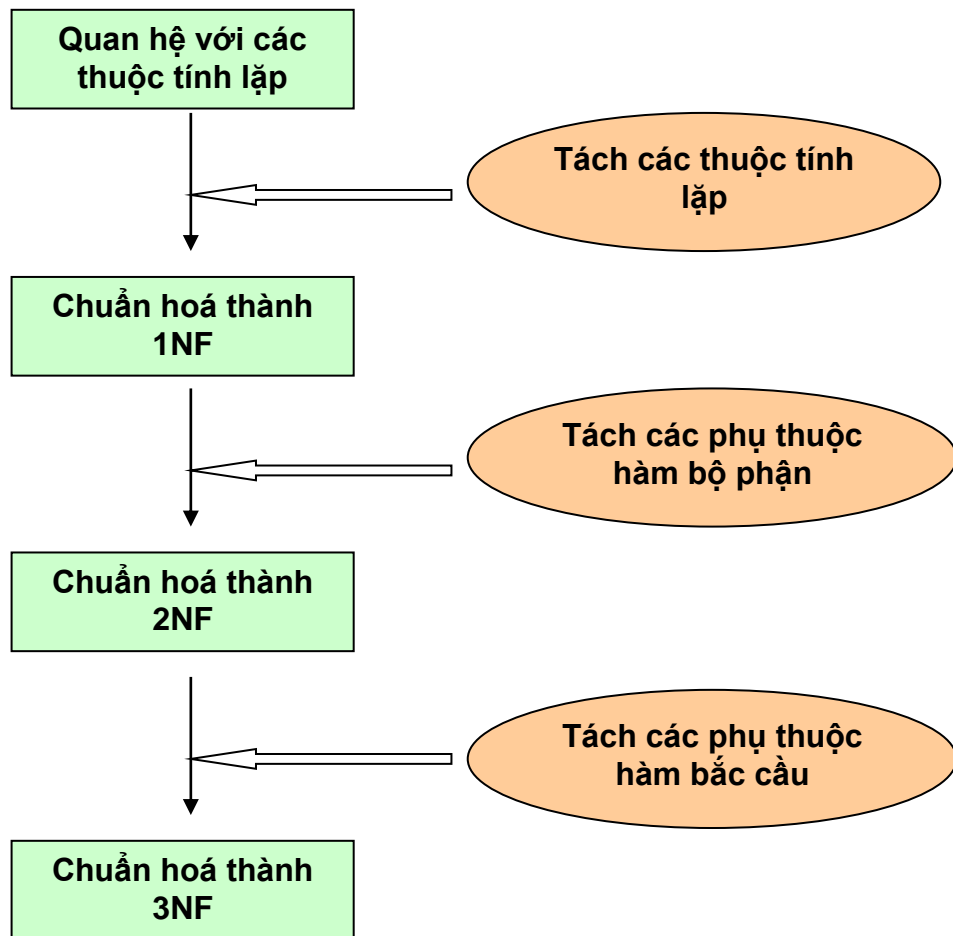 Quan hệ với các
thuộc tính lặp
Tách các thuộc tính
lặp
Chuẩn hoá thành
1NF
Tách các phụ thuộc
hàm bộ phận
Chuẩn hoá thành
2NF
Tách các phụ thuộc
hàm bắc cầu
Chuẩn hoá thành
3NF